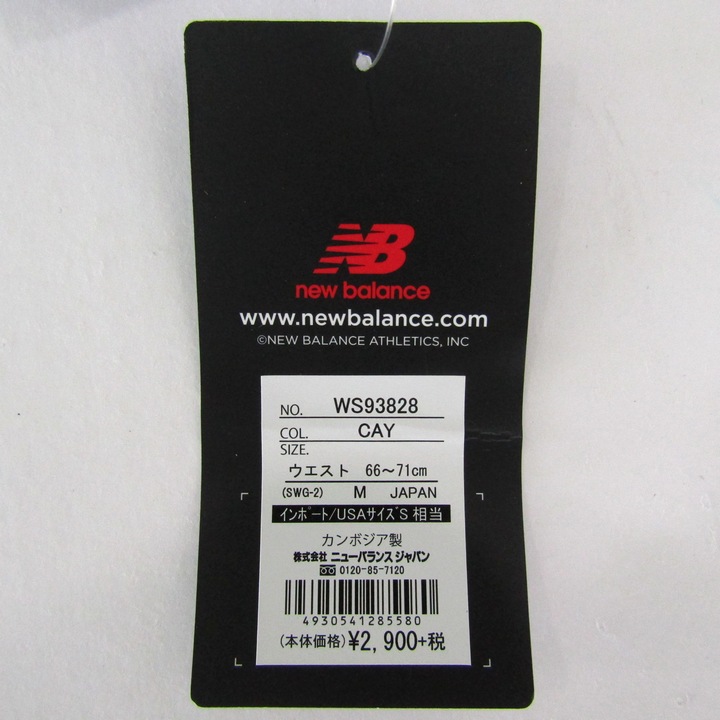 NB
new balance
www.newbalance.com
©NEW BALANCE ATHLETICS, INC
NO. WS93828
COL. CAY
SIZE.
ウエスト 66～71cm
(SWG-2) M JAPAN
インポート/USAサイズS 相当
カンボジア製
株式会社 ニューバランス ジャパン
0120-85-7120
4930541285580
(本体価格) ¥2,900+税